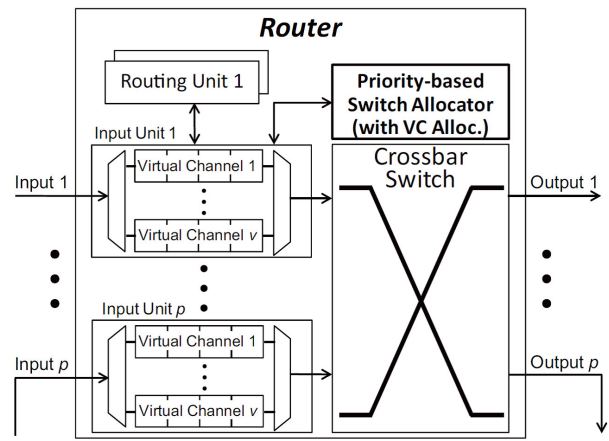 Router
Routing Unit 1
Priority-based
Switch Allocator
(with VC Alloc.)
Input Unit 1
Virtual Channel 1
Virtual Channel v
Crossbar
Switch
Input 1
Output 1
Input Unit p
Virtual Channel 1
Virtual Channel v
Input p
Output p